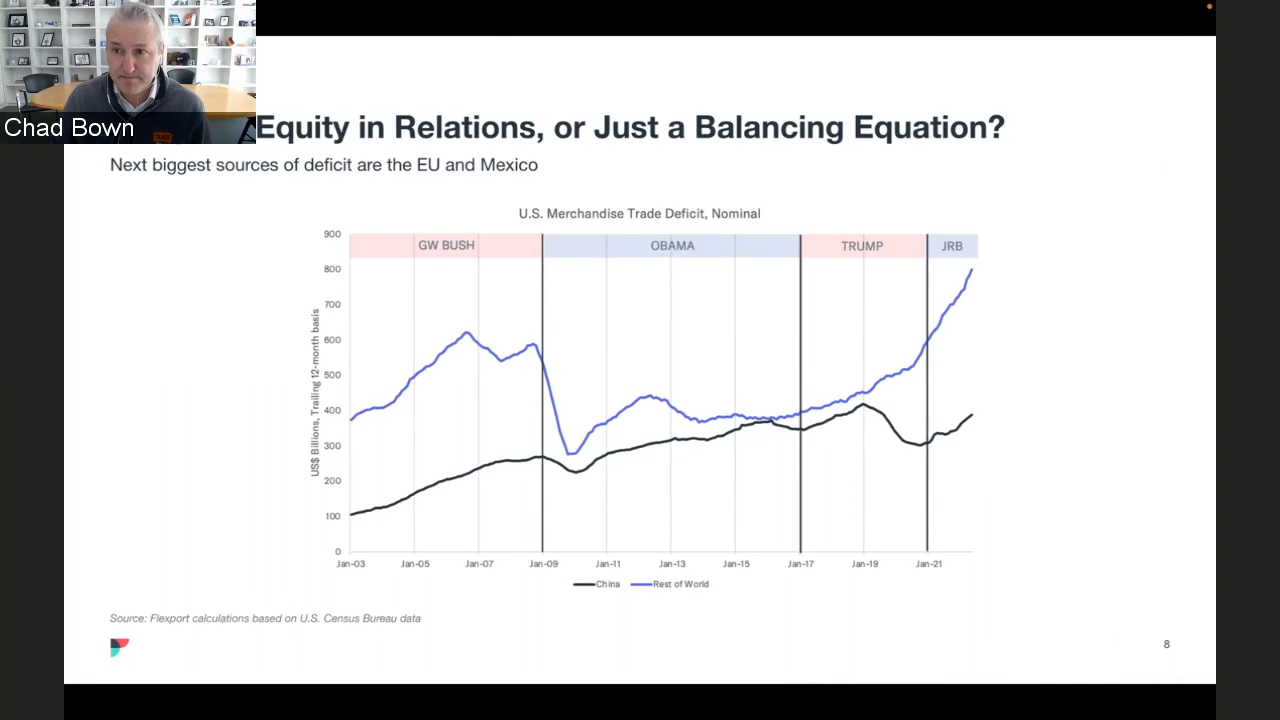 Chad Bown
Equity in Relations, or Just a Balancing Equation?
Next biggest sources of deficit are the EU and Mexico
U.S. Merchandise Trade Deficit, Nominal
GW BUSH OBAMA TRUMP JRB
US$ Billions, Trailing 12-month basis
900
800
700
600
500
400
300
200
100
0
Jan-03 Jan-05 Jan-07 Jan-09 Jan-11 Jan-13 Jan-15 Jan-17 Jan-19 Jan-21
China Rest of World
Source: Flexport calculations based on U.S. Census Bureau data
8